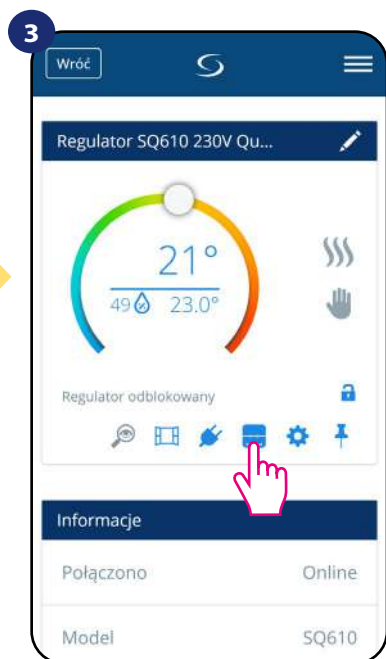 3
Wróć
Regulator SQ610 230V Qu...
21°
49 23.0°
Regulator odblokowany
Informacje
Połączono Online
Model SQ610